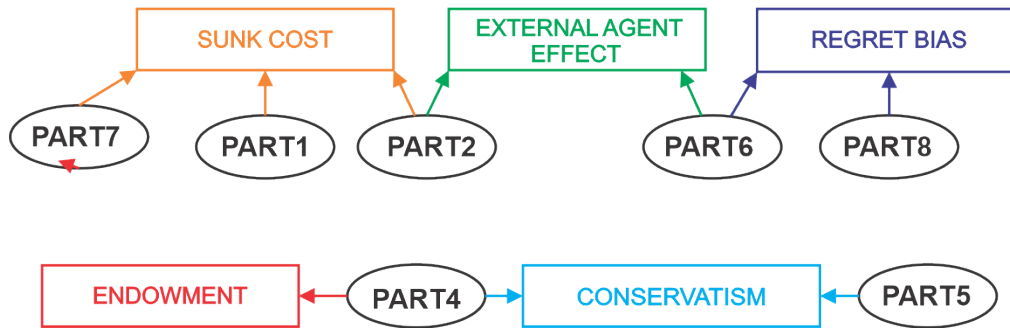 SUNK COST
EXTERNAL AGENT
EFFECT
REGRET BIAS
PART7
PART1
PART2
PART6
PART8
ENDOWMENT
PART4
CONSERVATISM
PART5